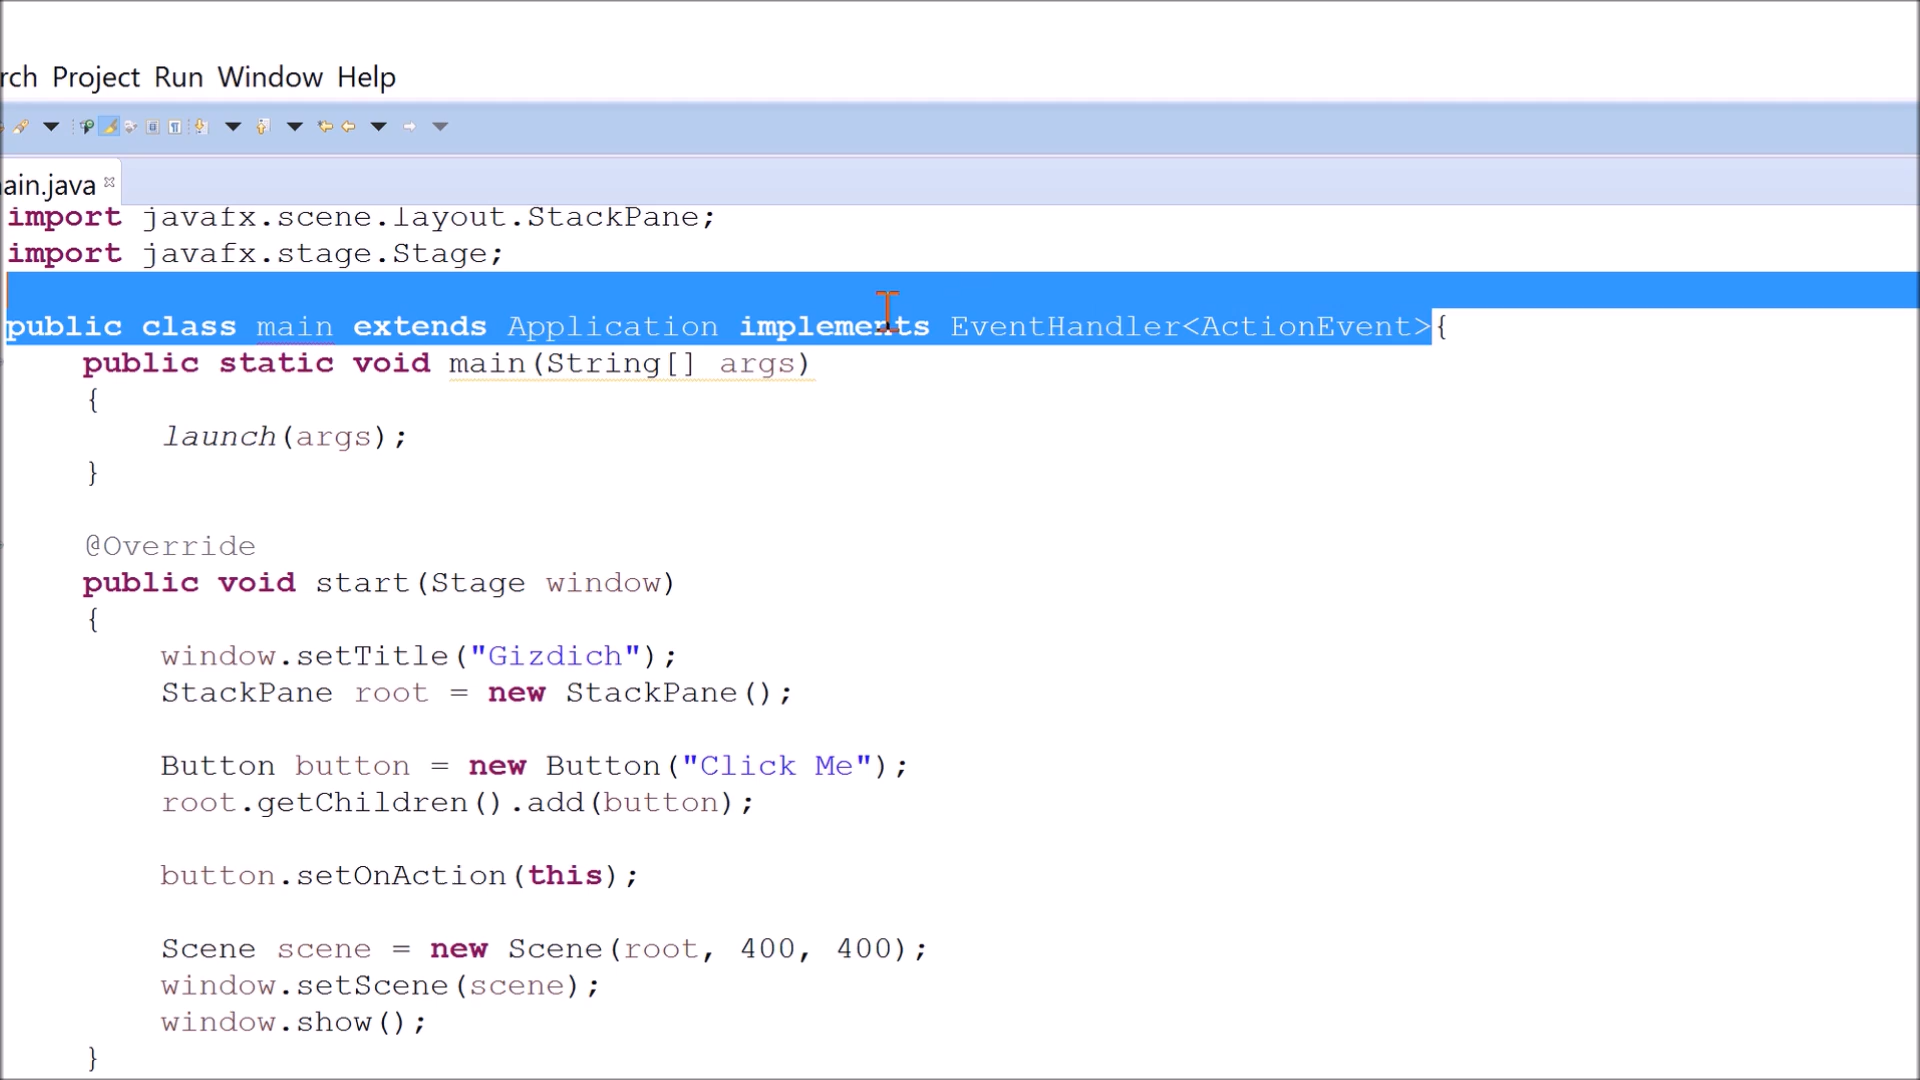 rch Project Run Window Help
ain.java
import javafx.scene.layout.StackPane;
import javafx.stage.Stage;
public class main extends Application implements EventHandler<ActionEvent>{
public static void main(String[] args)
{
launch(args);
}
@Override
public void start(Stage window)
{
window.setTitle("Gizdich");
StackPane root = new StackPane();
Button button = new Button("Click Me");
root.getChildren().add(button);
button.setOnAction(this);
Scene scene = new Scene(root, 400, 400);
window.setScene(scene);
window.show();
}